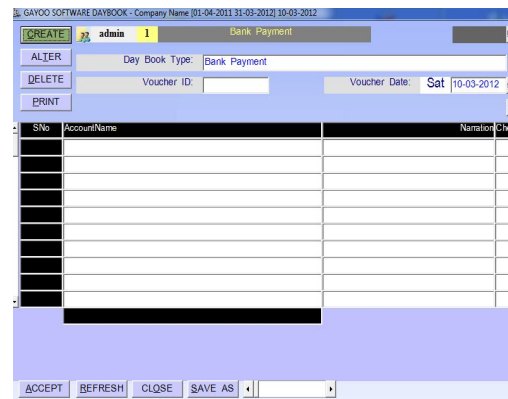 GAYOO SOFTWARE DAYBOOK - Company Name [01-04-2011 31-03-2012] 10-03-2012
CREATE admin 1 Bank Payment
ALTER
Day Book Type: Bank Payment
DELETE Voucher ID: Voucher Date: Sat 10-03-2012
PRINT
SNo AccountName Narration Ch
ACCEPT REFRESH CLOSE SAVE AS